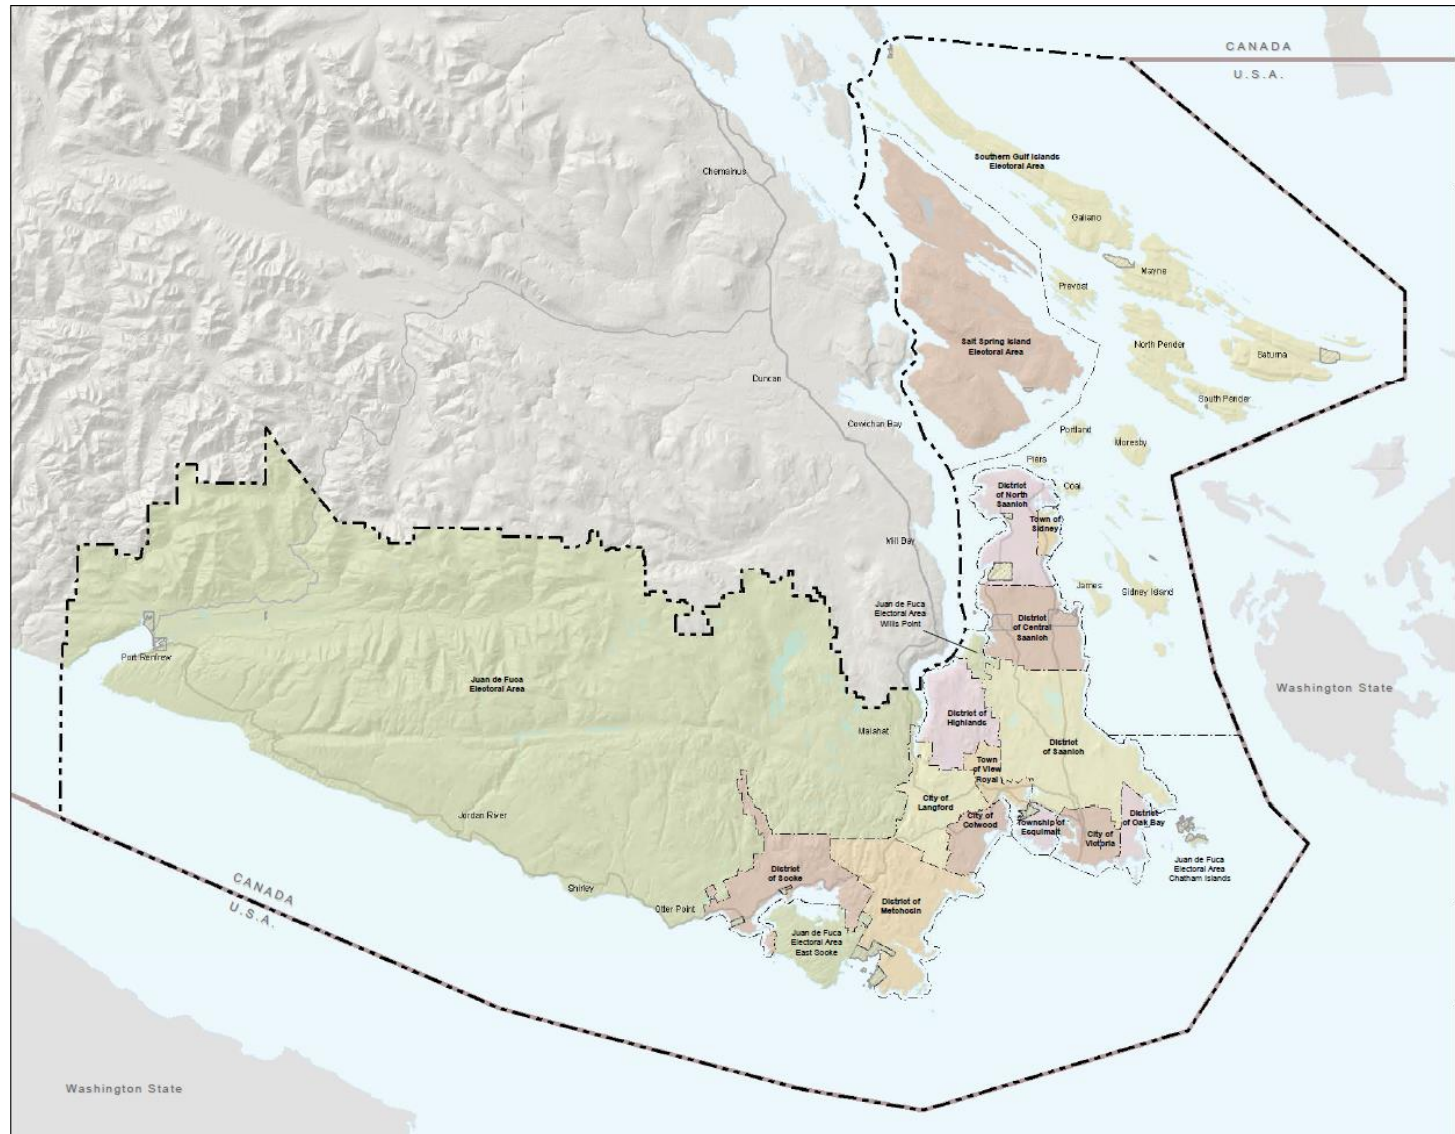 CANADA
U.S.A.
Southern Gulf Islands
Electoral Area
Chemainus
Galiano
Mayne
Prevost
Salt Spring Island
Electoral Area
North Pender
Saturna
Duncan
South Pender
Cowichan Bay
Portland
Moresby
Piers
Coal
District
of North
Saanich
Town of
Sidney
Mill Bay
James
Sidney Island
Juan de Fuca
Electoral Area
Willis Point
District
of Central
Saanich
Port Renfrew
Juan de Fuca
Electoral Area
Washington State
Malahat
District of
Highlands
District
of Saanich
Town
of View
Royal
City of
Langford
City of
Colwood
Township of
Esquimalt
City of
Victoria
District
of Oak Bay
Jordan River
Juan de Fuca
Electoral Area
Chatham Islands
District
of Sooke
Shirley
CANADA
U.S.A.
Otter Point
District of
Metchosin
Juan de Fuca
Electoral Area
East Sooke
Washington State